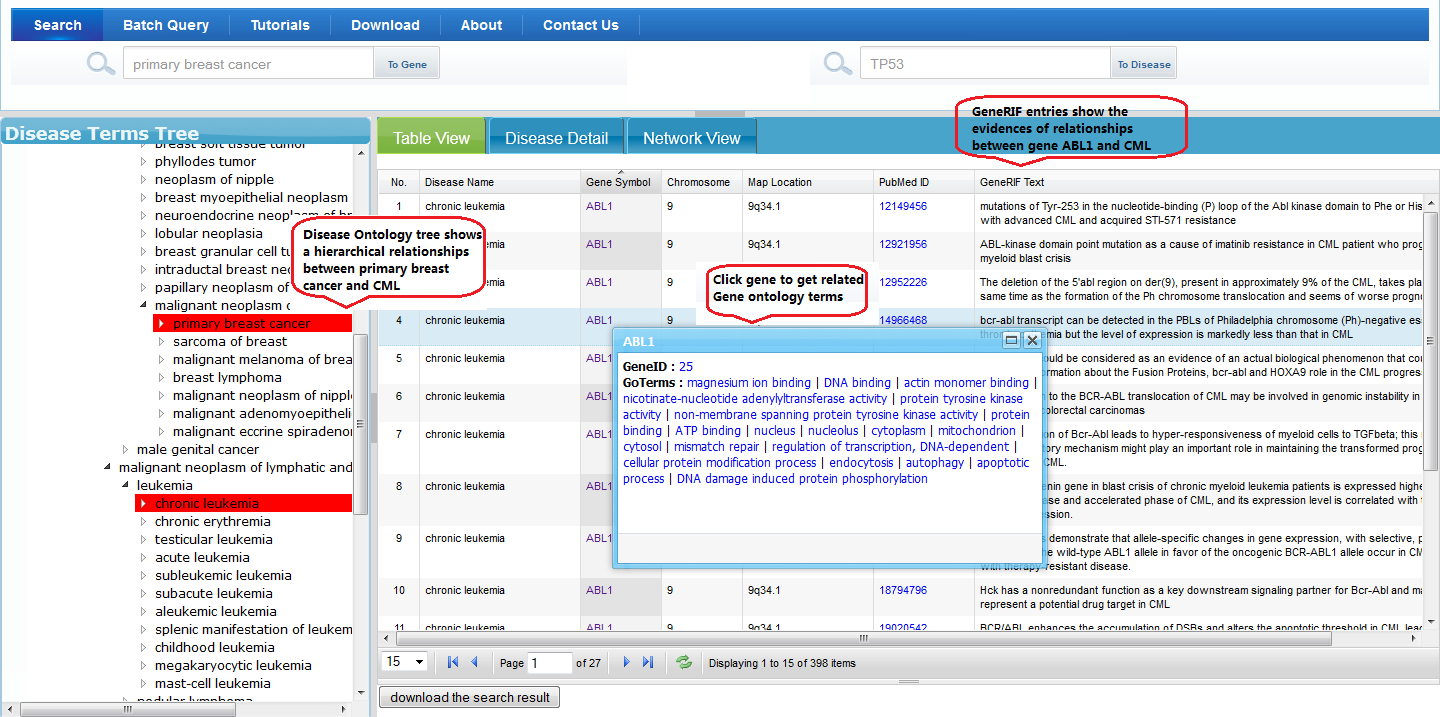 Search Batch Query Tutorials Download About Contact Us
primary breast cancer To Gene TP53 To Disease
Disease Terms Tree
breast soft tissue tumor
phyllodes tumor
neoplasm of nipple
breast myoepithelial neoplasm
neuroendocrine neoplasm of br
lobular neoplasia
breast granular cell tu
intraductal breast neo
papillary neoplasm of
malignant neoplasm
primary breast cancer
sarcoma of breast
malignant melanoma of brea
breast lymphoma
malignant neoplasm of nippl
malignant adenomyoepitheli
malignant eccrine spiradeno
male genital cancer
malignant neoplasm of lymphatic and
leukemia
chronic leukemia
chronic erythremia
testicular leukemia
acute leukemia
subleukemic leukemia
subacute leukemia
aleukemic leukemia
splenic manifestation of leukem
childhood leukemia
megakaryocytic leukemia
mast-cell leukemia
nodular lymphoma
Disease Ontology tree shows
a hierarchical relationships
between primary breast
cancer and CML
Table View Disease Detail Network View
GeneRIF entries show the
evidences of relationships
between gene ABL1 and CML
No. Disease Name Gene Symbol Chromosome Map Location PubMed ID GeneRIF Text
1 chronic leukemia ABL1 9 9q34.1 12149456 mutations of Tyr-253 in the nucleotide-binding (P) loop of the Abl kinase domain to Phe or His
with advanced CML and acquired STI-571 resistance
emia ABL1 9 9q34.1 12921956 ABL-kinase domain point mutation as a cause of imatinib resistance in CML patient who prog
myeloid blast crisis
emia ABL1 9 12952226 The deletion of the 5'abl region on der(9), present in approximately 9% of the CML, takes pla
same time as the formation of the Ph chromosome translocation and seems of worse progn
4 chronic leukemia ABL1 9 14966468 bcr-abl transcript can be detected in the PBLs of Philadelphia chromosome (Ph)-negative es
but the level of expression is markedly less than that in CML
5 chronic leukemia ABL1 ould be considered as an evidence of an actual biological phenomenon that cou
rmation about the Fusion Proteins, bcr-abl and HOXA9 role in the CML progres
6 chronic leukemia ABL1 n to the BCR-ABL translocation of CML may be involved in genomic instability in
olorectal carcinomas
7 chronic leukemia ABL1 on of Bcr-Abl leads to hyper-responsiveness of myeloid cells to TGFbeta; this
tory mechanism might play an important role in maintaining the transformed prog
CML.
8 chronic leukemia ABL1 enin gene in blast crisis of chronic myeloid leukemia patients is expressed highe
se and accelerated phase of CML, and its expression level is correlated with
ssion.
9 chronic leukemia ABL1 s demonstrate that allele-specific changes in gene expression, with selective, p
he wild-type ABL1 allele in favor of the oncogenic BCR-ABL1 allele occur in CM
with therapy-resistant disease.
10 chronic leukemia ABL1 9 9q34.1 18794796 Hck has a nonredundant function as a key downstream signaling partner for Bcr-Abl and ma
represent a potential drug target in CML
11 chronic leukemia ABL1 9 9q34.1 19020542 BCR/ABL enhances the accumulation of DSBs and alters the apoptotic threshold in CML lead
Click gene to get related
Gene ontology terms
ABL1
GeneID : 25
GoTerms : magnesium ion binding | DNA binding | actin monomer binding |
nicotinate-nucleotide adenylyltransferase activity | protein tyrosine kinase
activity | non-membrane spanning protein tyrosine kinase activity | protein
binding | ATP binding | nucleus | nucleolus | cytoplasm | mitochondrion |
cytosol | mismatch repair | regulation of transcription, DNA-dependent |
cellular protein modification process | endocytosis | autophagy | apoptotic
process | DNA damage induced protein phosphorylation
15 Page 1 of 27 Displaying 1 to 15 of 398 items
download the search result